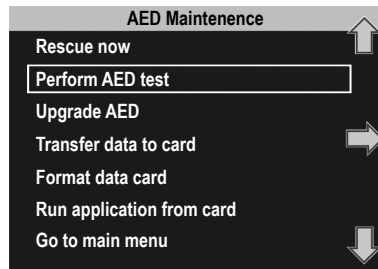 AED Maintenence
Rescue now
Perform AED test
Upgrade AED
Transfer data to card
Format data card
Run application from card
Go to main menu